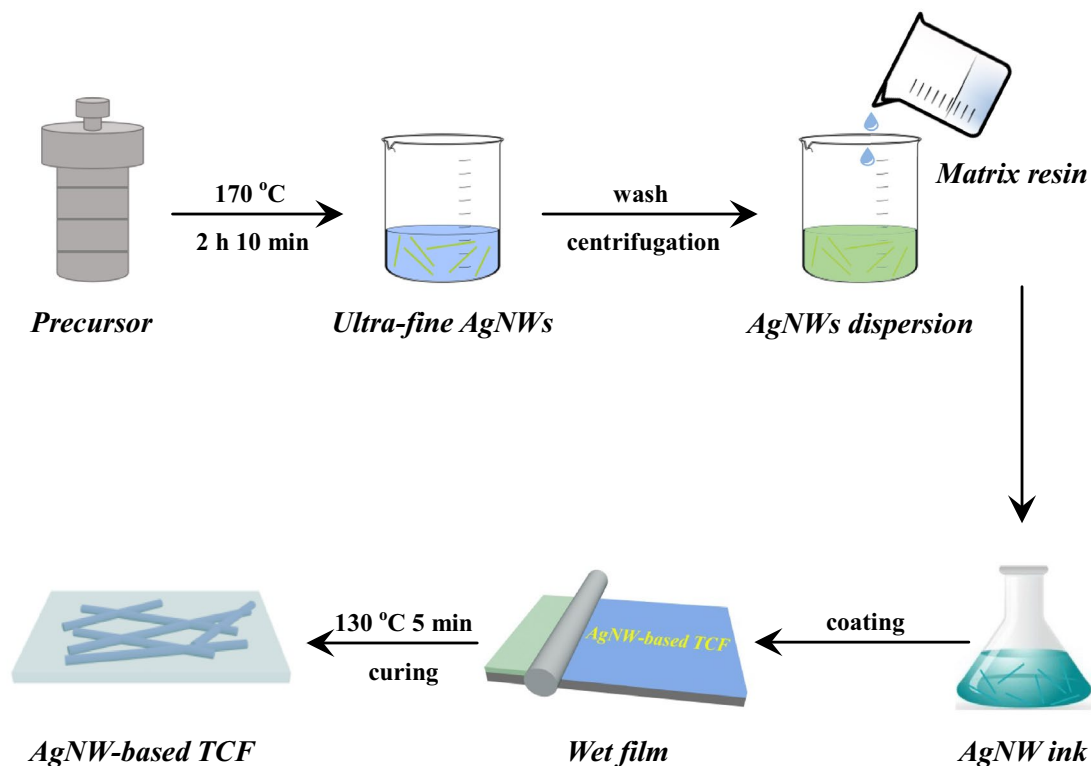 Matrix resin
170 °C
2 h 10 min
wash
centrifugation
Precursor
Ultra-fine AgNWs
AgNWs dispersion
130 °C 5 min
curing
AgNW-based TCF
coating
AgNW-based TCF
Wet film
AgNW ink